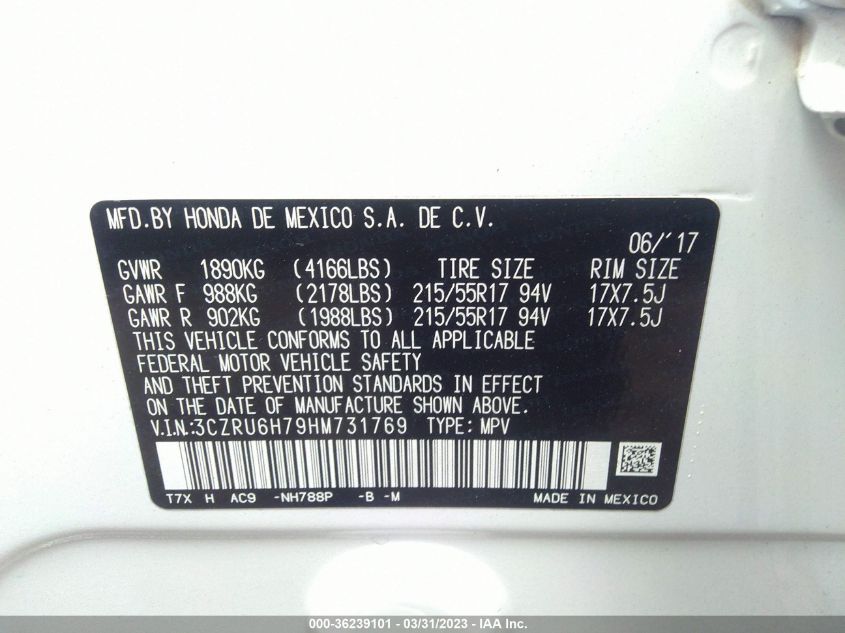 MFD.BY HONDA DE MEXICO S.A. DE C.V.
06/'17
GVWR 1890KG (4166LBS) TIRE SIZE RIM SIZE
GAWR F 988KG (2178LBS) 215/55R17 94V 17X7.5J
GAWR R 902KG (1988LBS) 215/55R17 94V 17X7.5J
THIS VEHICLE CONFORMS TO ALL APPLICABLE
FEDERAL MOTOR VEHICLE SAFETY
AND THEFT PREVENTION STANDARDS IN EFFECT
ON THE DATE OF MANUFACTURE SHOWN ABOVE.
V.I.N.:3CZRU6H79HM731769 TYPE: MPV
T7X H AC9 -NH788P -B -M MADE IN MEXICO
000-36239101 - 03/31/2023 - IAA Inc.